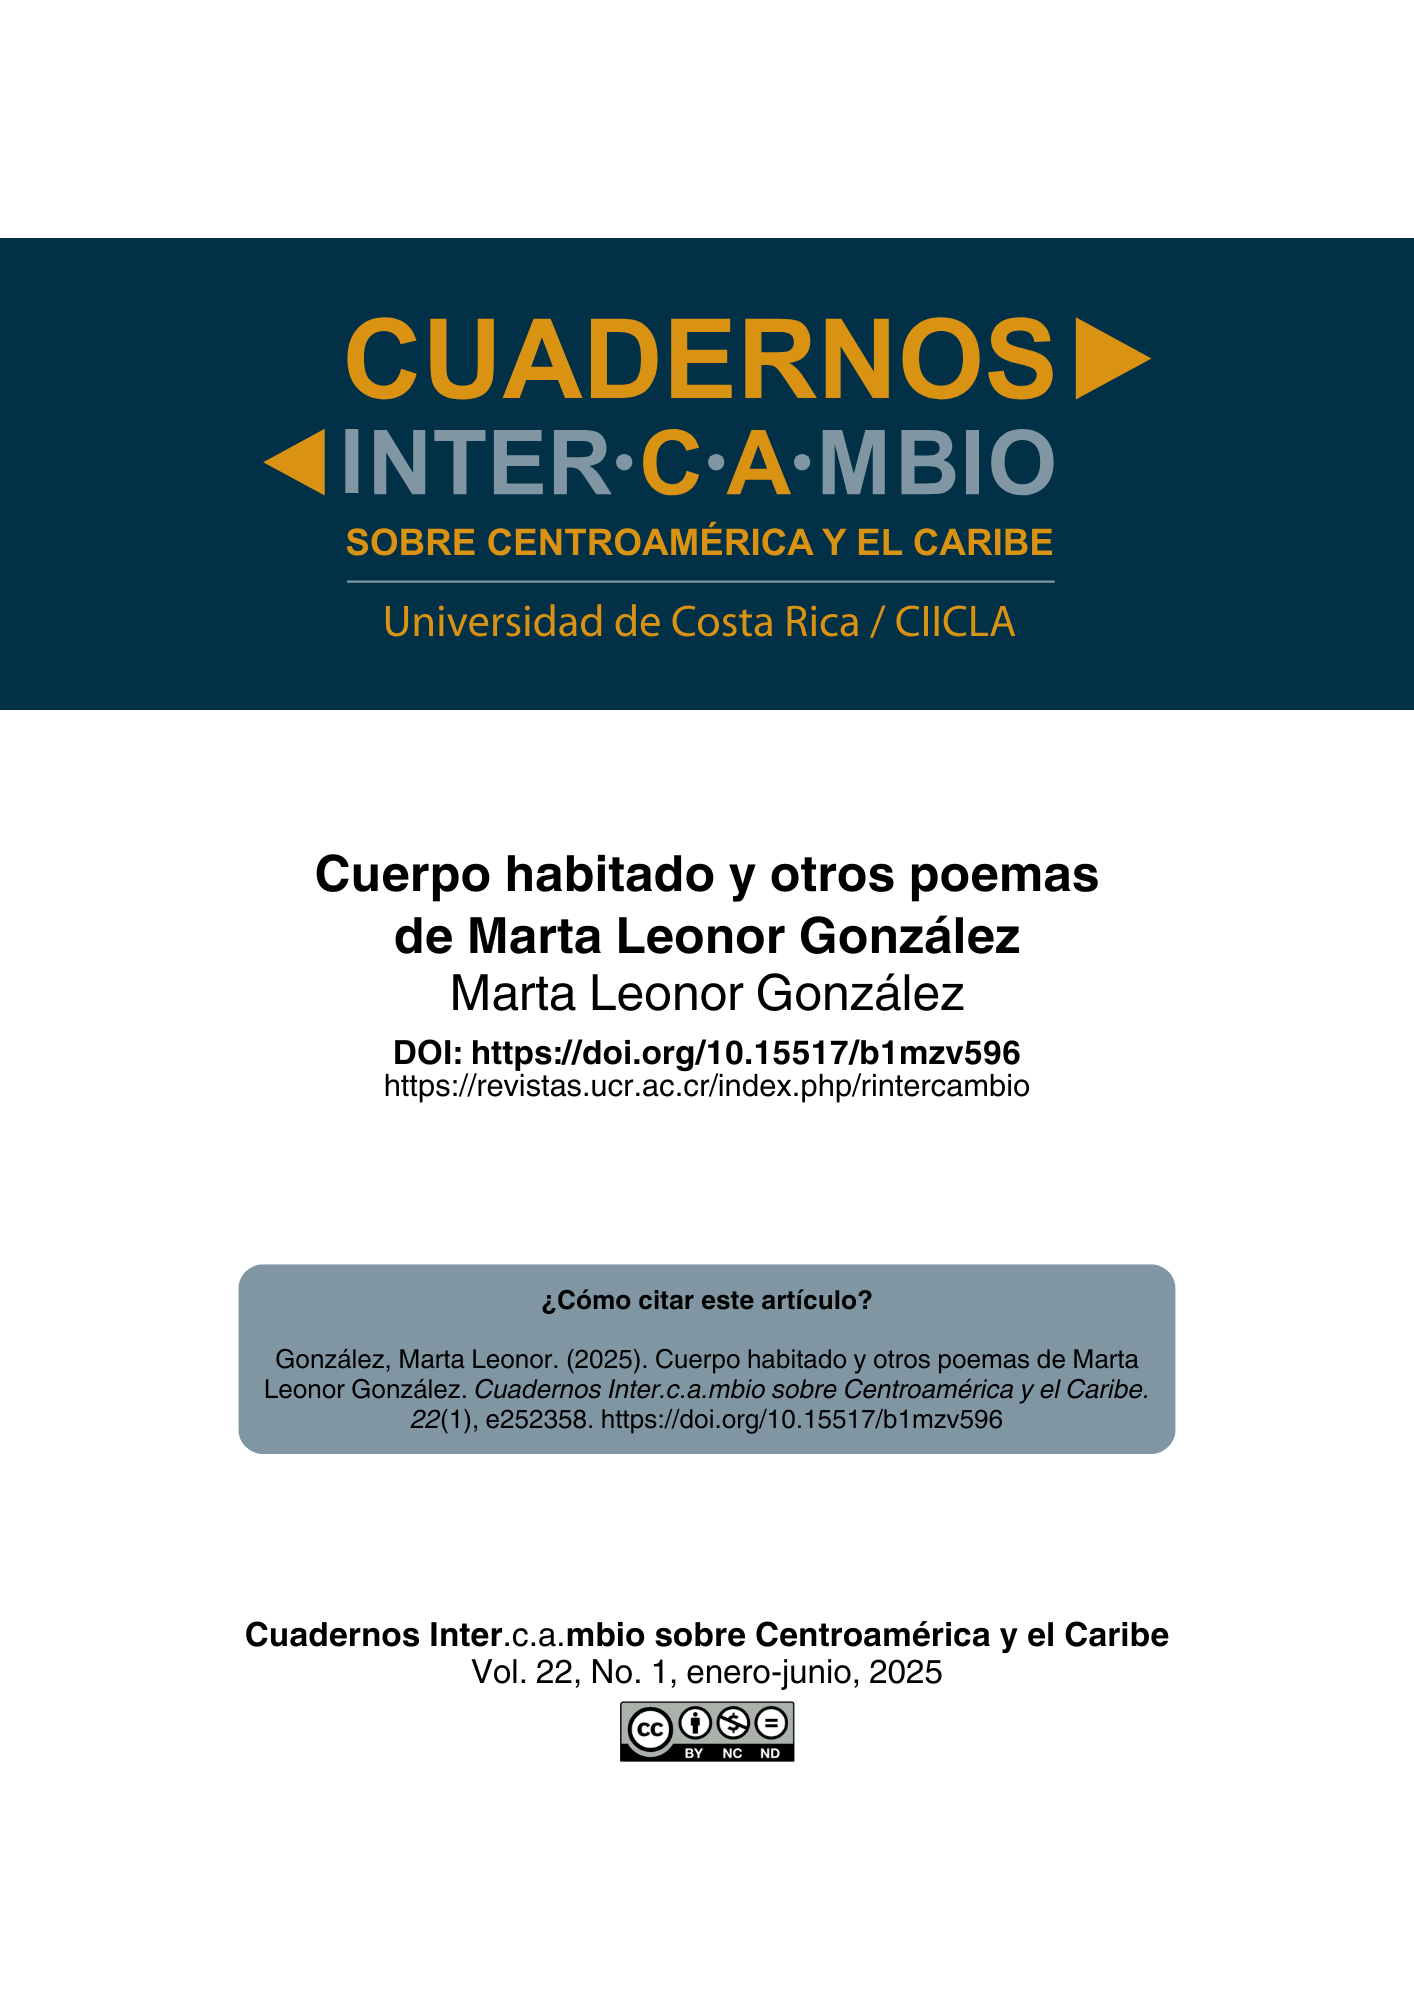 CUADERNOS
INTER·C·A·MBIO
SOBRE CENTROAMÉRICA Y EL CARIBE
Universidad de Costa Rica / CIICLA
Cuerpo habitado y otros poemas
de Marta Leonor González
Marta Leonor González
DOI: https://doi.org/10.15517/b1mzv596
https://revistas.ucr.ac.cr/index.php/rintercambio
¿Cómo citar este artículo?
González, Marta Leonor. (2025). Cuerpo habitado y otros poemas de Marta
Leonor González. Cuadernos Inter.c.a.mbio sobre Centroamérica y el Caribe.
22(1), e252358. https://doi.org/10.15517/b1mzv596
Cuadernos Inter.c.a.mbio sobre Centroamérica y el Caribe
Vol. 22, No. 1, enero-junio, 2025
cc
BY NC ND